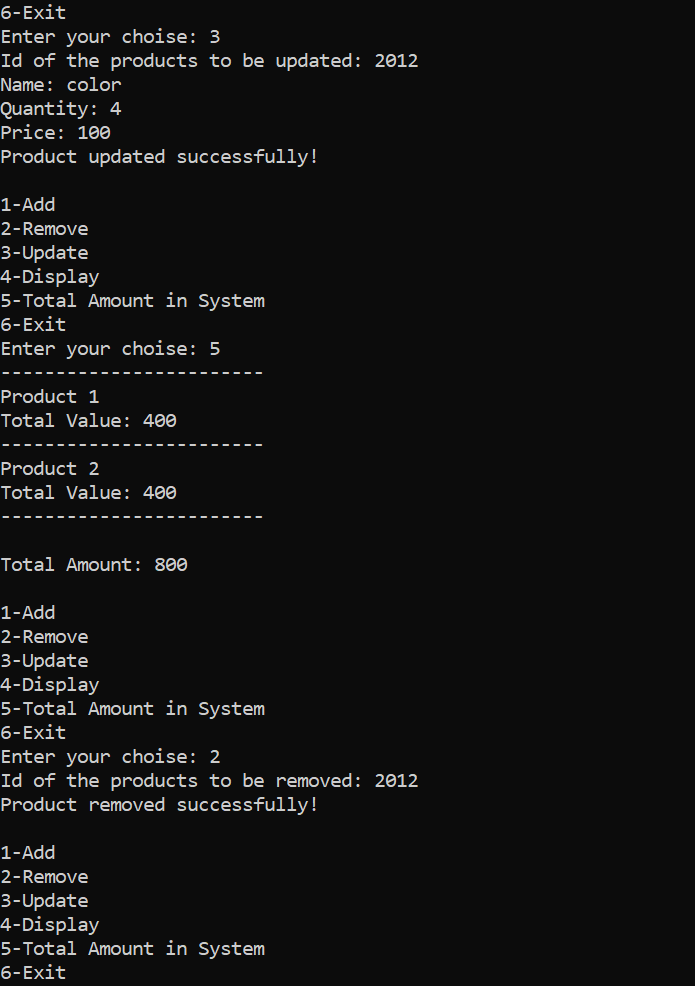 6-Exit
Enter your choise: 3
Id of the products to be updated: 2012
Name: color
Quantity: 4
Price: 100
Product updated successfully!
1-Add
2-Remove
3-Update
4-Display
5-Total Amount in System
6-Exit
Enter your choise: 5
------------------------
Product 1
Total Value: 400
------------------------
Product 2
Total Value: 400
------------------------
Total Amount: 800
1-Add
2-Remove
3-Update
4-Display
5-Total Amount in System
6-Exit
Enter your choise: 2
Id of the products to be removed: 2012
Product removed successfully!
1-Add
2-Remove
3-Update
4-Display
5-Total Amount in System
6-Exit